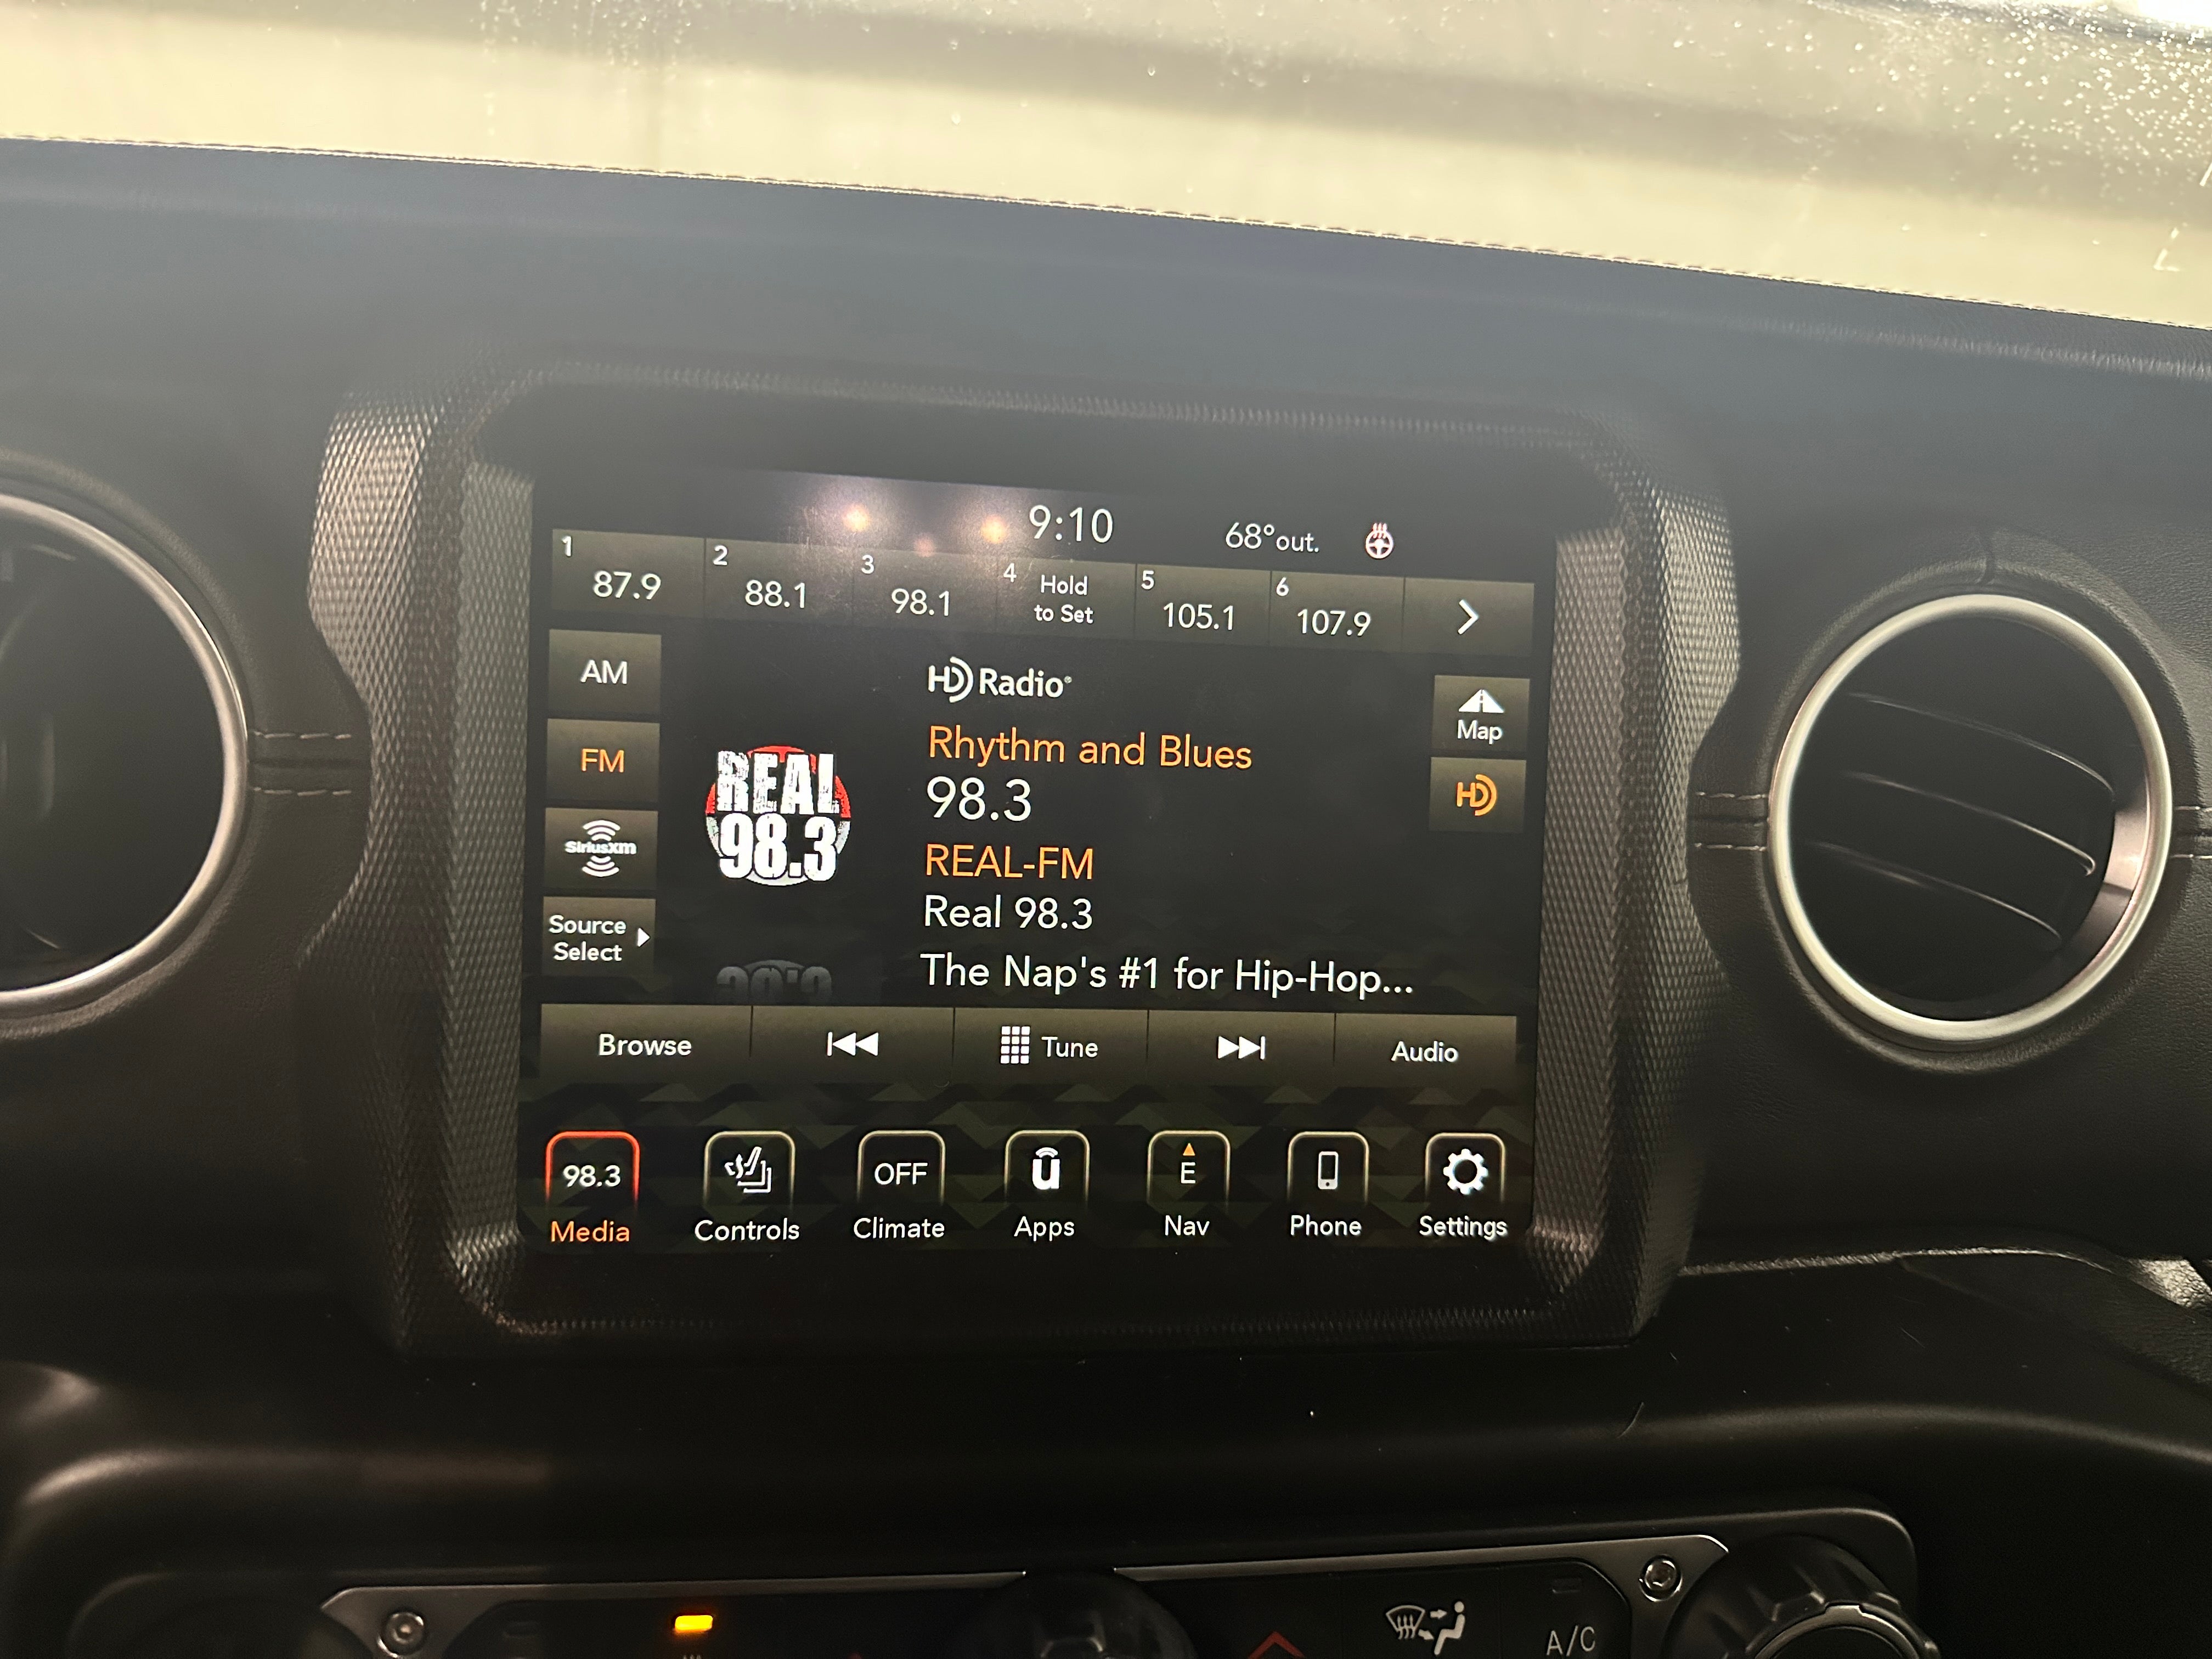 9:10 68°out.
1 87.9 2 88.1 3 98.1 4 Hold to Set 5 105.1 6 107.9
AM
FM
SiriusXM
Source
Select
REAL
98.3
HD Radio®
Rhythm and Blues
98.3
REAL-FM
Real 98.3
The Nap's #1 for Hip-Hop...
Map
HD
Browse Tune Audio
98.3 OFF u E
Media Controls Climate Apps Nav Phone Settings
A/C